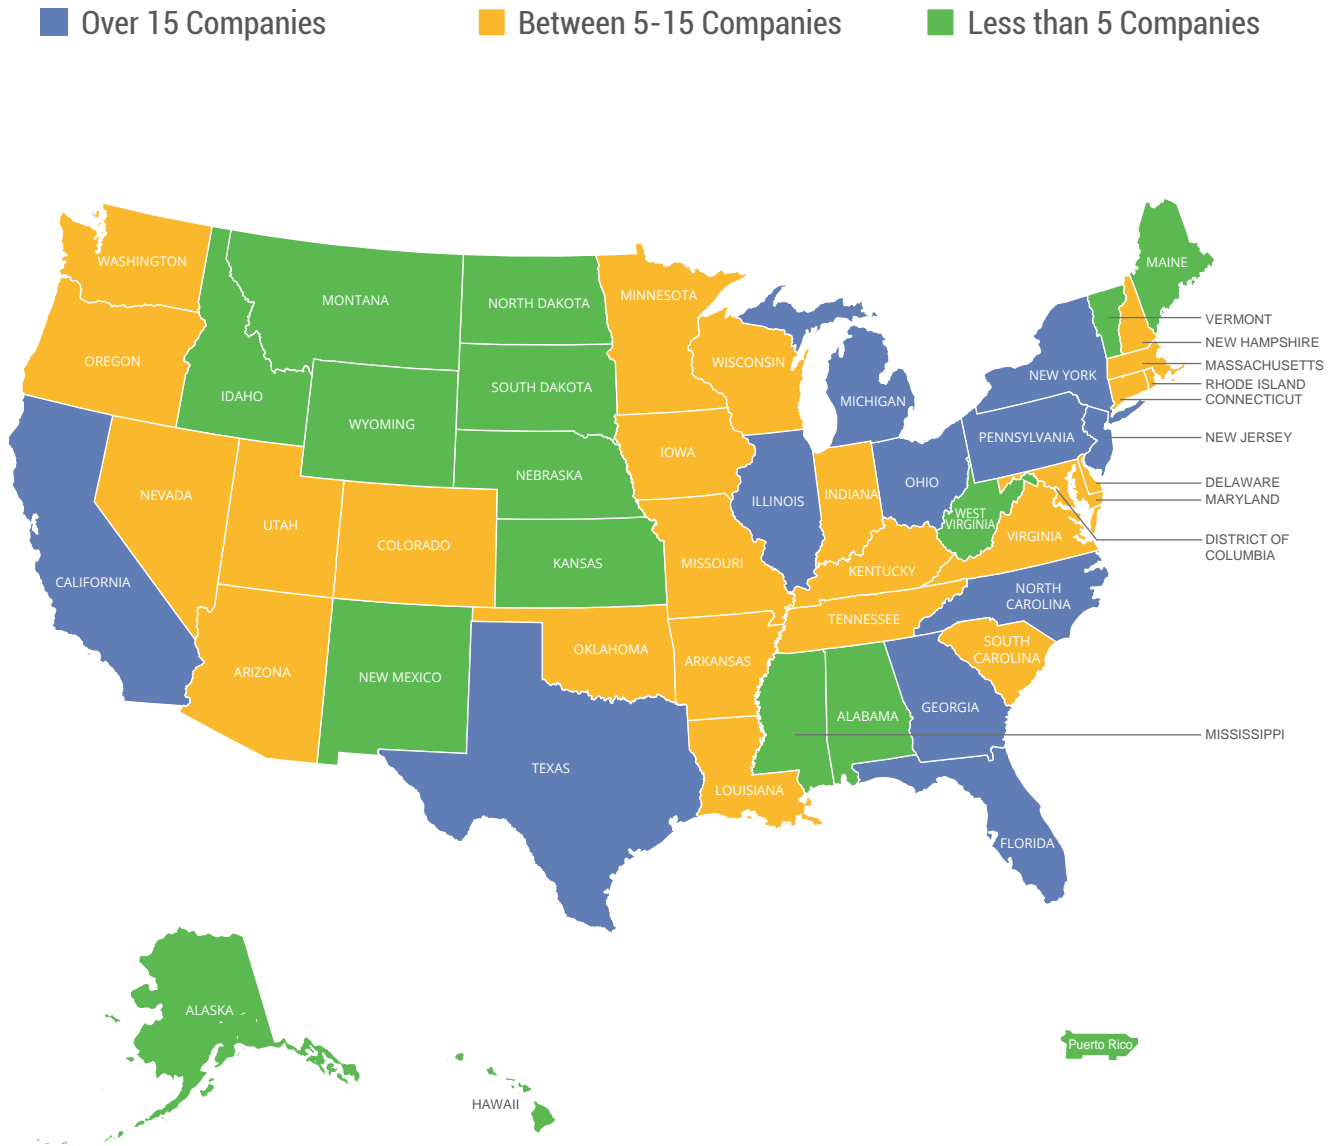 Over 15 Companies
Between 5-15 Companies
Less than 5 Companies
WASHINGTON
MONTANA
NORTH DAKOTA
MINNESOTA
MAINE
VERMONT
NEW HAMPSHIRE
MASSACHUSETTS
RHODE ISLAND
CONNECTICUT
OREGON
IDAHO
WYOMING
SOUTH DAKOTA
WISCONSIN
MICHIGAN
NEW YORK
PENNSYLVANIA
NEW JERSEY
NEBRASKA
IOWA
ILLINOIS
INDIANA
OHIO
WEST
VIRGINIA
VIRGINIA
DELAWARE
MARYLAND
DISTRICT OF
COLUMBIA
NEVADA
UTAH
COLORADO
CALIFORNIA
KANSAS
MISSOURI
KENTUCKY
NORTH
CAROLINA
TENNESSEE
SOUTH
CAROLINA
ARIZONA
NEW MEXICO
OKLAHOMA
ARKANSAS
ALABAMA
GEORGIA
MISSISSIPPI
TEXAS
LOUISIANA
FLORIDA
ALASKA
HAWAII
Puerto Rico